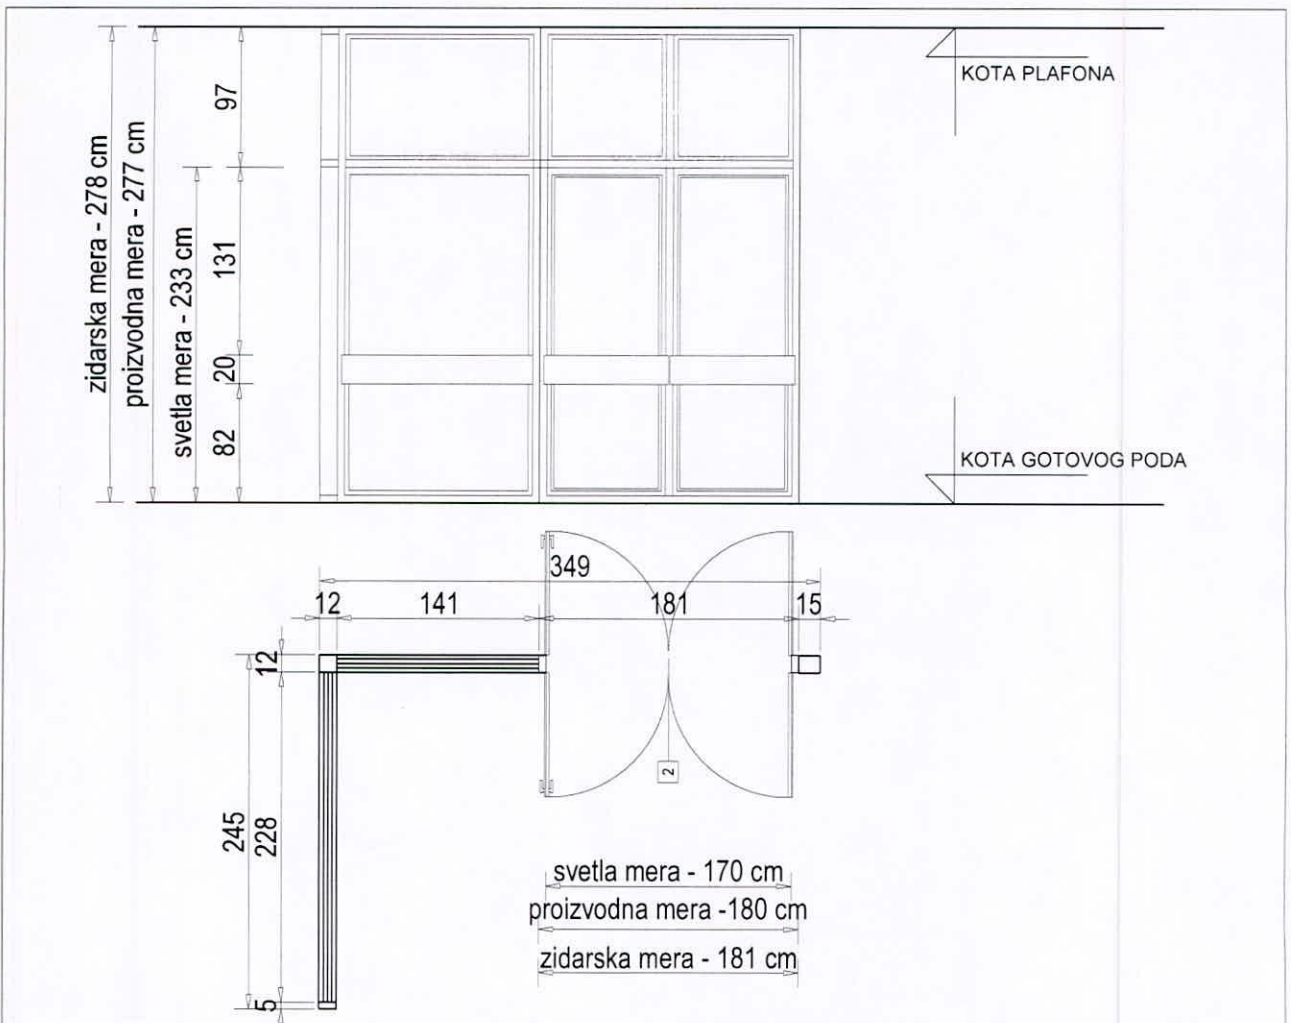 KOTA PLAFONA
KOTA GOTOVOG PODA
zidarska mera - 278 cm
proizvodna mera - 277 cm
svetla mera - 233 cm
97
131
20
82
349
12
141
181
15
12
245
228
5
2
svetla mera - 170 cm
proizvodna mera -180 cm
zidarska mera - 181 cm